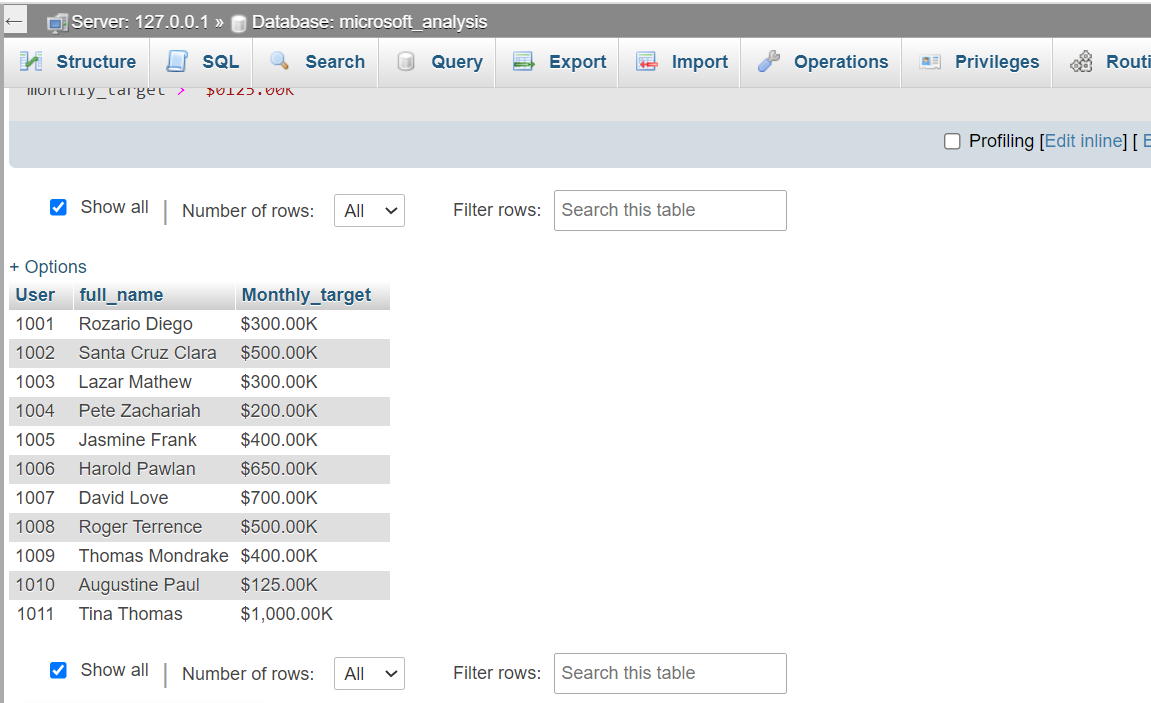 Server: 127.0.0.1 » Database: microsoft_analysis
Structure SQL Search Query Export Import Operations Privileges Routi
monthly_target > "$0125.00K"
Profiling [Edit inline] [ E
Show all | Number of rows: All Filter rows: Search this table
+ Options
User full_name Monthly_target
1001 Rozario Diego $300.00K
1002 Santa Cruz Clara $500.00K
1003 Lazar Mathew $300.00K
1004 Pete Zachariah $200.00K
1005 Jasmine Frank $400.00K
1006 Harold Pawlan $650.00K
1007 David Love $700.00K
1008 Roger Terrence $500.00K
1009 Thomas Mondrake $400.00K
1010 Augustine Paul $125.00K
1011 Tina Thomas $1,000.00K
Show all | Number of rows: All Filter rows: Search this table